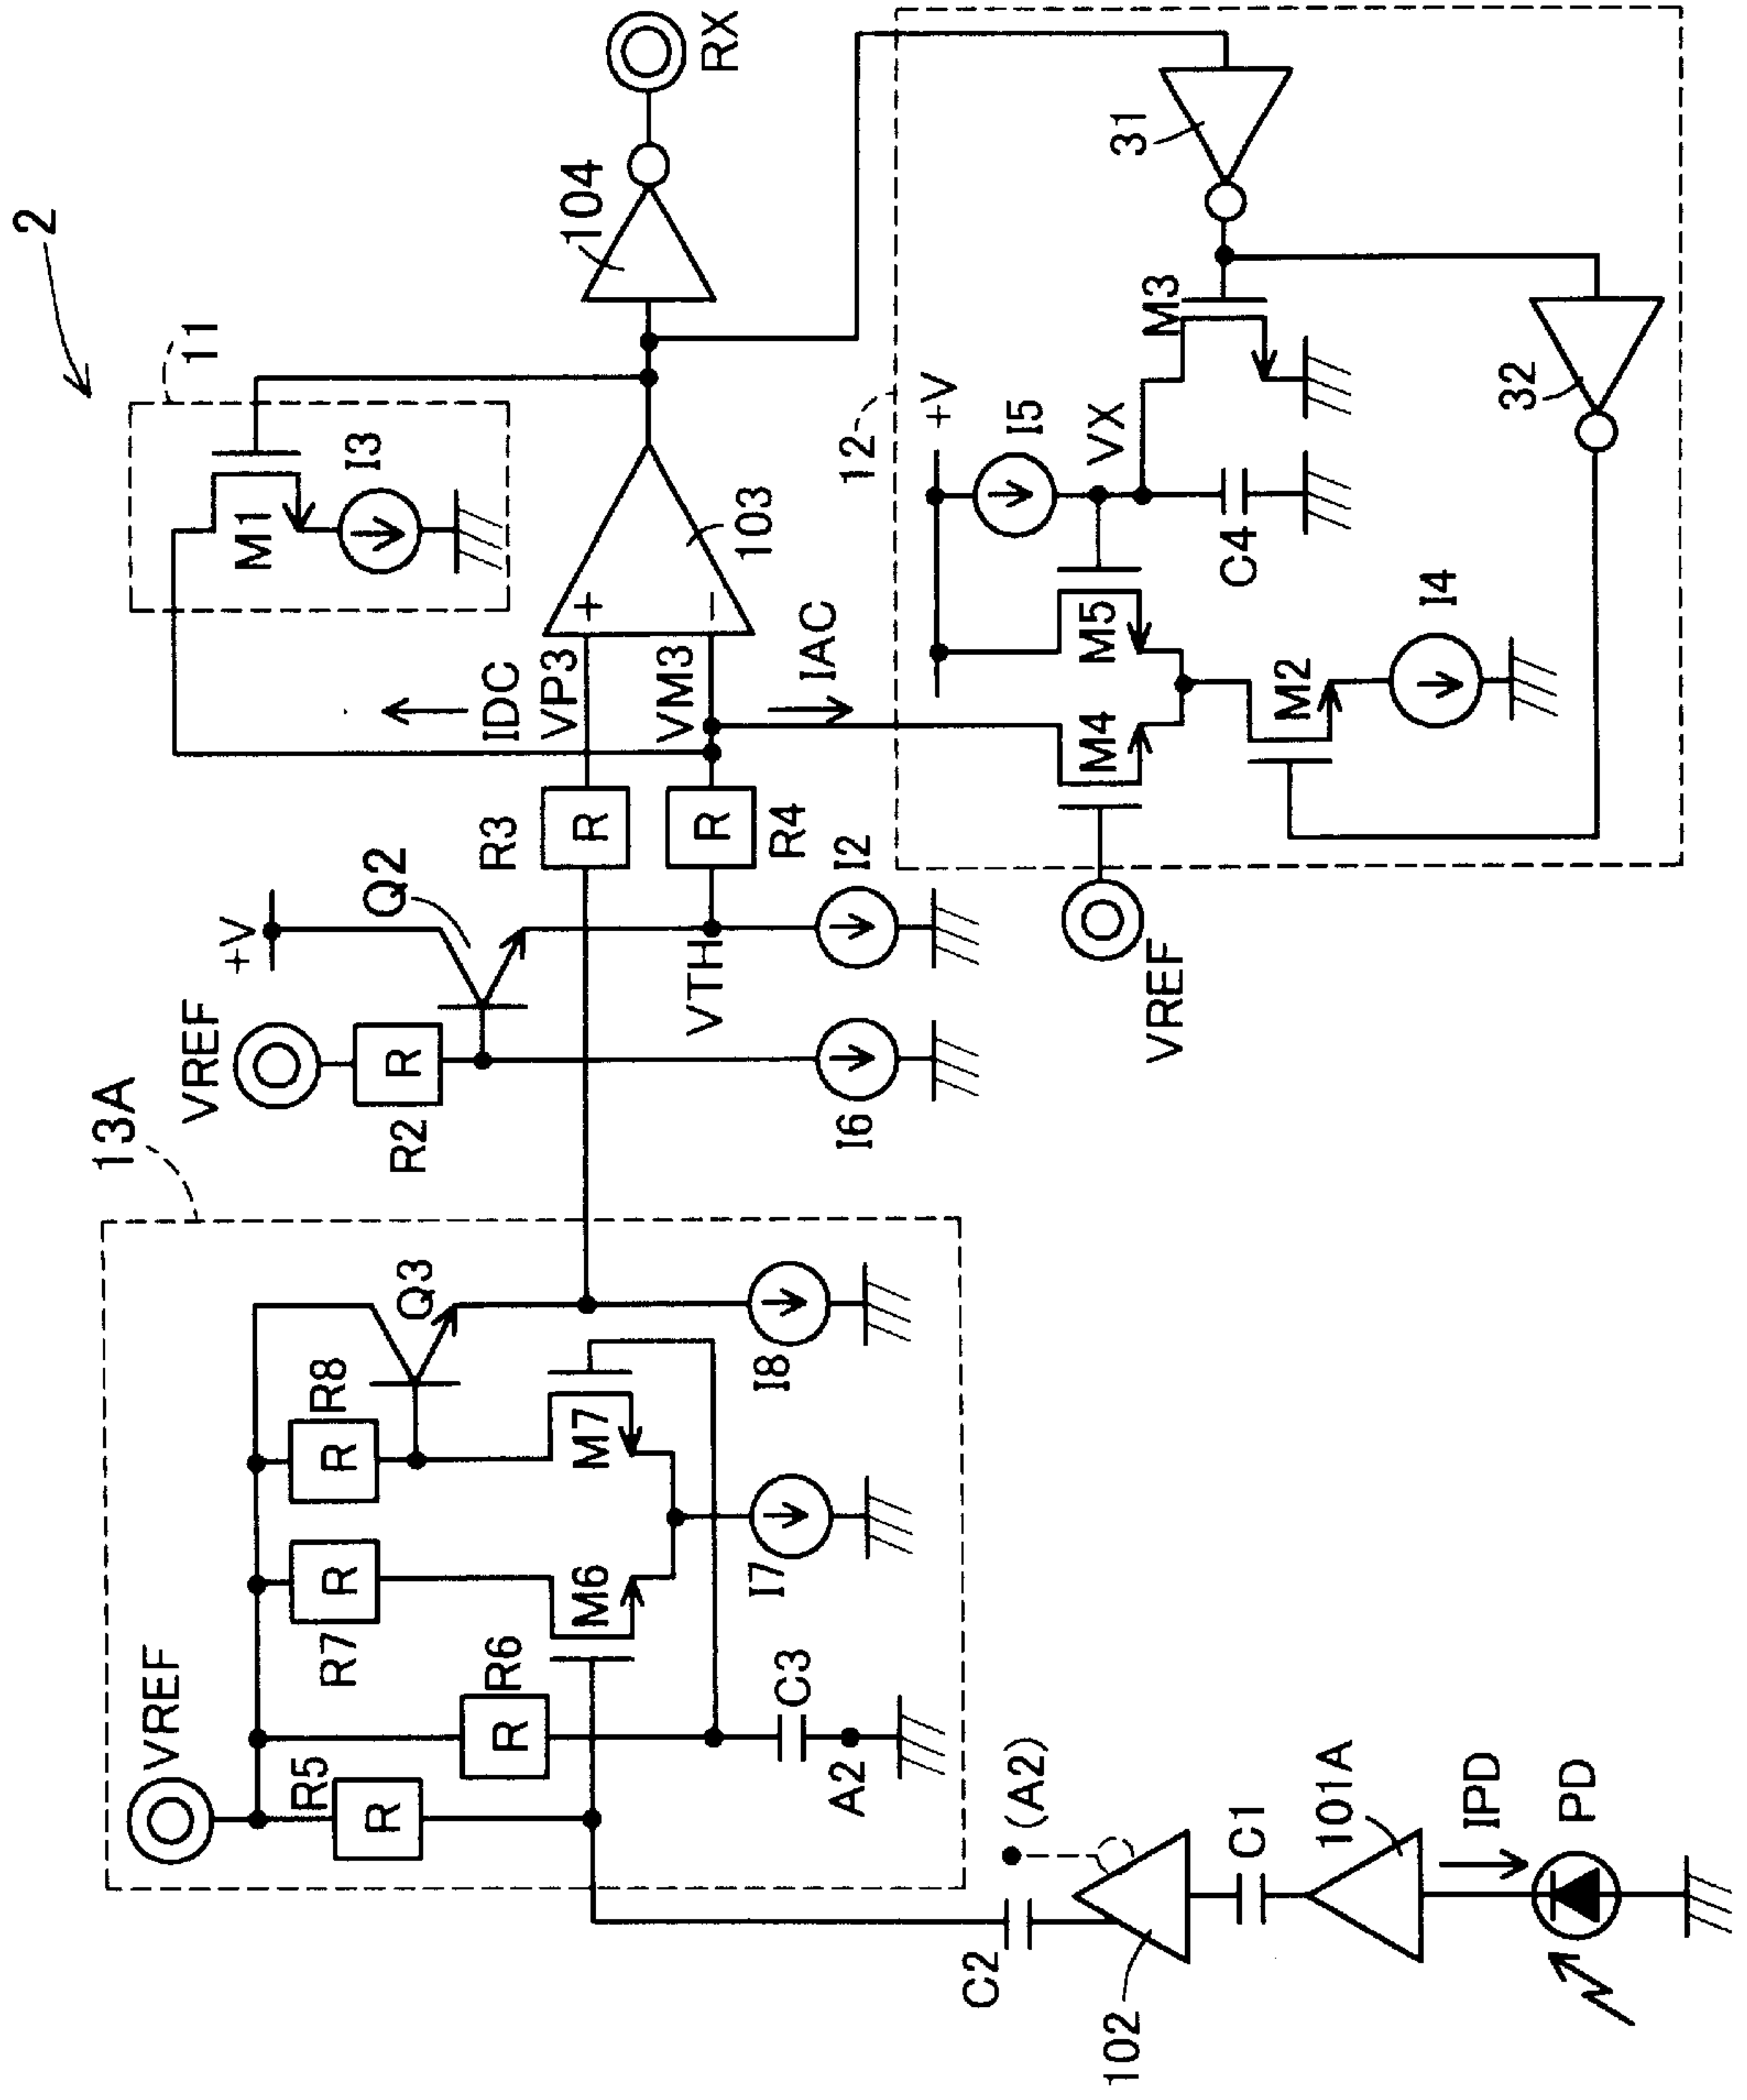 2
RX
104
11
31
M3
12
+V
I5
VX
32
M1
I3
103
C4
+
−
IDC
VP3
VM3
IAC
M5
M4
M2
I4
R3
R
R
R4
Q2
+V
I2
VTH
VREF
VREF
R
R2
I6
13A
Q3
R8
R
M7
I8
R
R7
M6
I7
VREF
R6
R
C3
R5
R
A2
(A2)
C2
102
C1
101A
IPD
PD